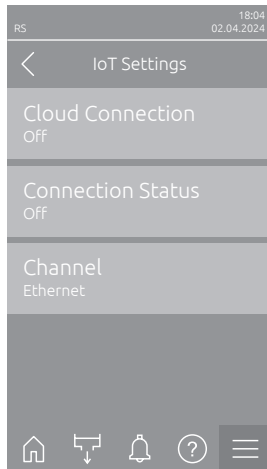 18:04
RS 02.04.2024
IoT Settings
Cloud Connection
Off
Connection Status
Off
Channel
Ethernet
?